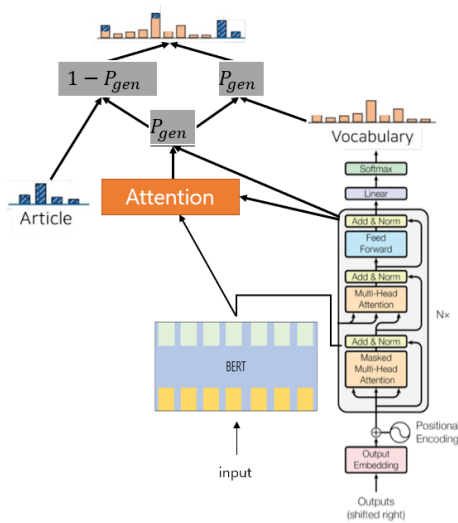 1 − P_gen
P_gen
P_gen
Vocabulary
Softmax
Article
Attention
Linear
Add & Norm
Feed
Forward
Add & Norm
Multi-Head
Attention
N×
Add & Norm
BERT
Masked
Multi-Head
Attention
Positional
Encoding
input
Output
Embedding
Outputs
(shifted right)